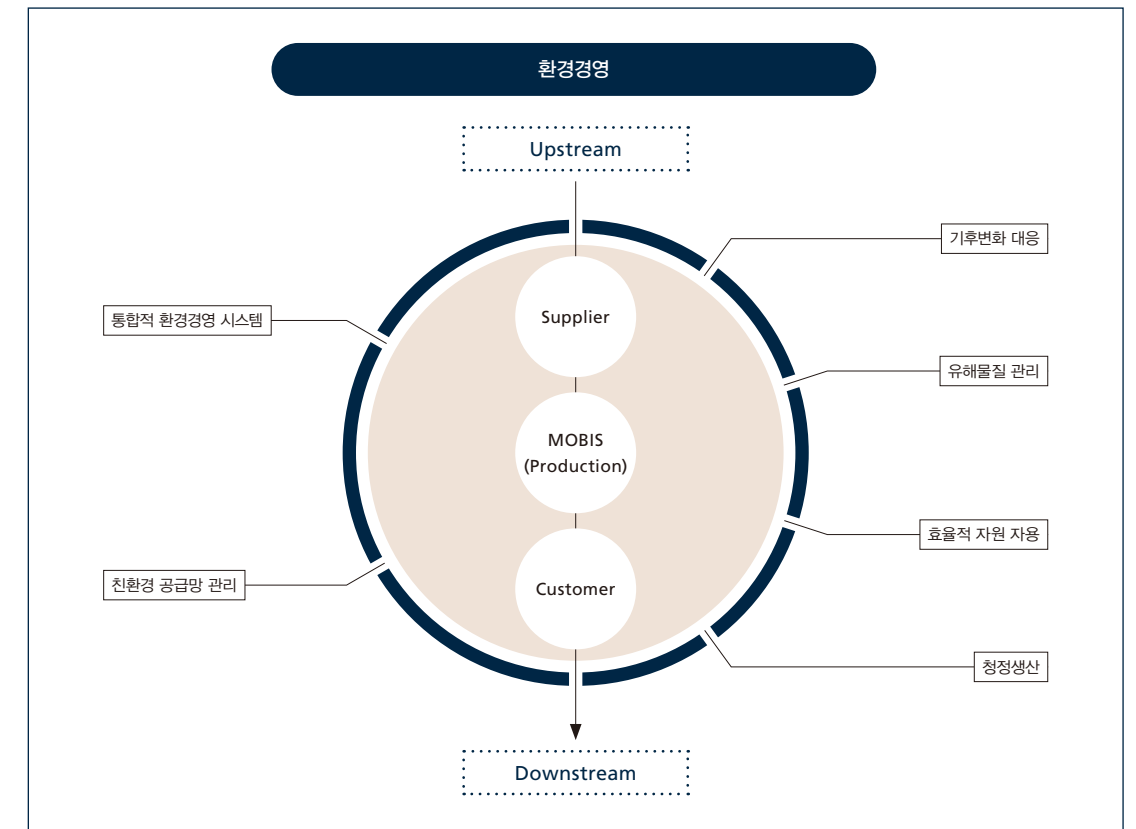 환경경영
Upstream
기후변화 대응
통합적 환경경영 시스템
Supplier
유해물질 관리
MOBIS
(Production)
효율적 자원 자용
친환경 공급망 관리
Customer
청정생산
Downstream